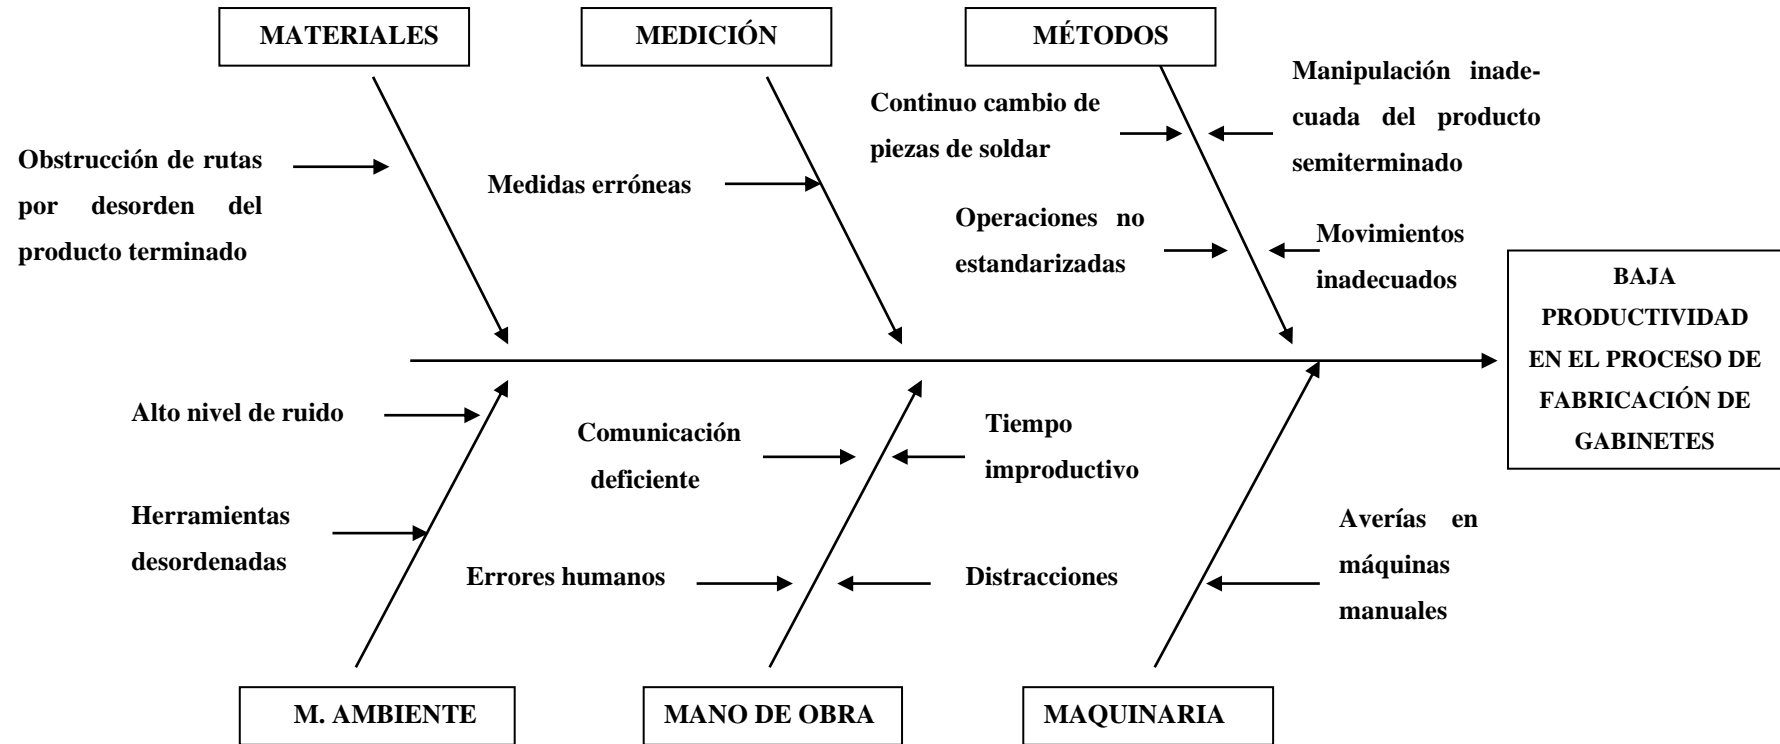 MATERIALES
MEDICIÓN
MÉTODOS
Obstrucción de rutas
por desorden del
producto terminado
Medidas erróneas
Continuo cambio de
piezas de soldar
Manipulación inade-
cuada del producto
semiterminado
Operaciones no
estandarizadas
Movimientos
inadecuados
BAJA
PRODUCTIVIDAD
EN EL PROCESO DE
FABRICACIÓN DE
GABINETES
Alto nivel de ruido
Herramientas
desordenadas
Comunicación
deficiente
Tiempo
improductivo
Errores humanos
Distracciones
Averías en
máquinas
manuales
M. AMBIENTE
MANO DE OBRA
MAQUINARIA